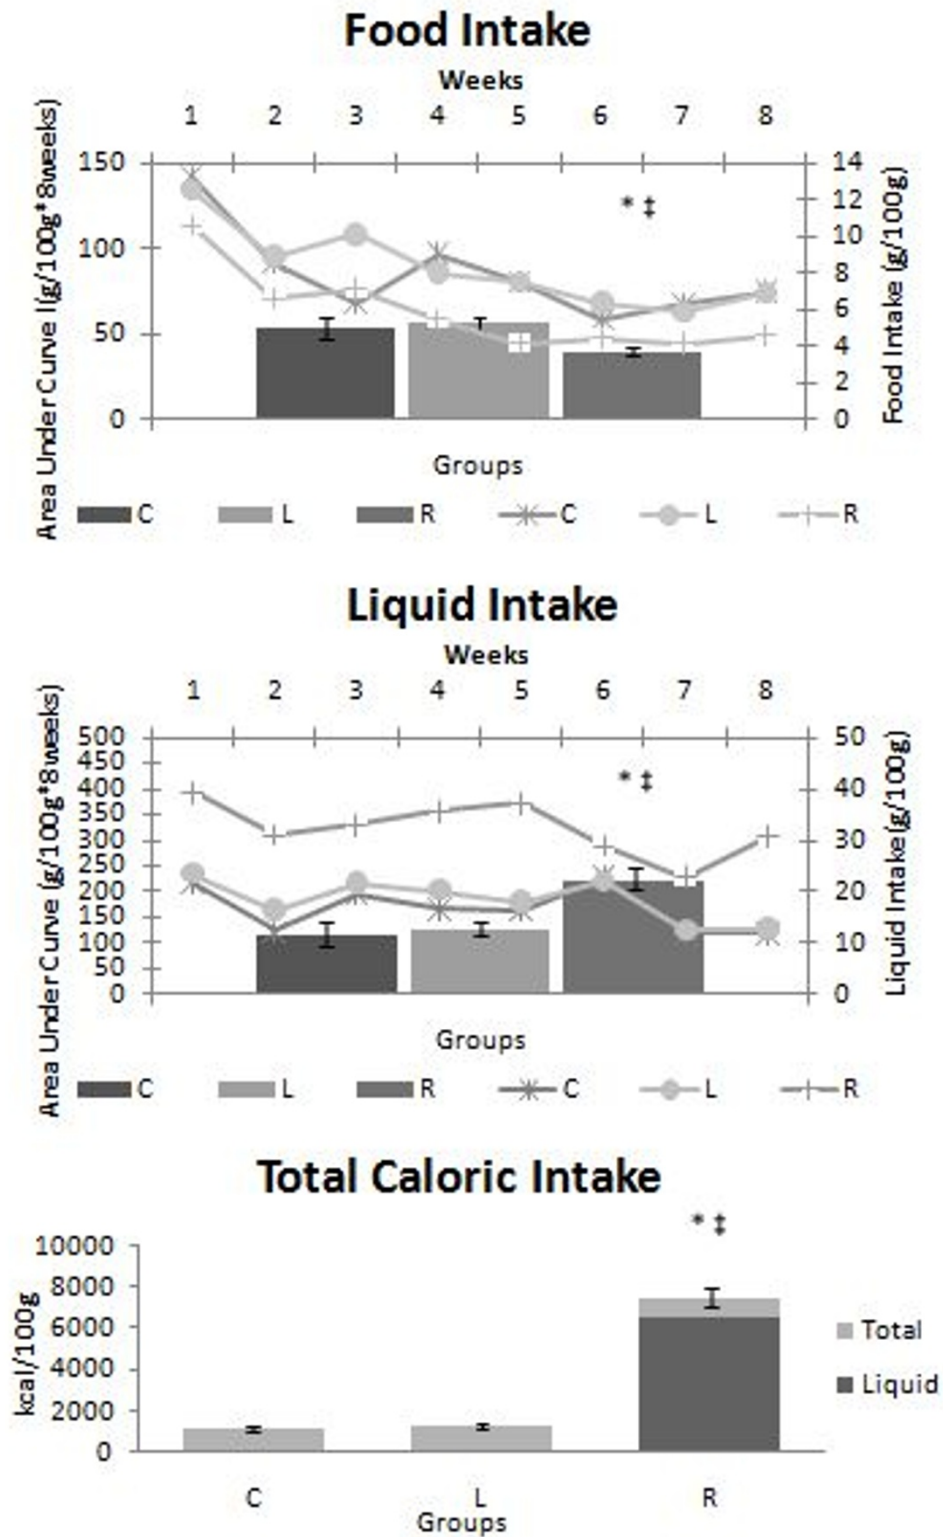 Food Intake
Weeks
1 2 3 4 5 6 7 8
Area Under Curve l(g/100g*8weeks)
150
100
50
0
* ‡
14
12
10
8
6
4
2
0
Food Intake (g/100g)
Groups
C L R C L R
Liquid Intake
Weeks
1 2 3 4 5 6 7 8
Area Under Curve (g/100g*8weeks)
500
450
400
350
300
250
200
150
100
50
0
* ‡
50
40
30
20
10
0
Liquid Intake(g/100g)
Groups
C L R C L R
Total Caloric Intake
* ‡
kcal/100g
10000
8000
6000
4000
2000
0
Total
Liquid
C L R
Groups